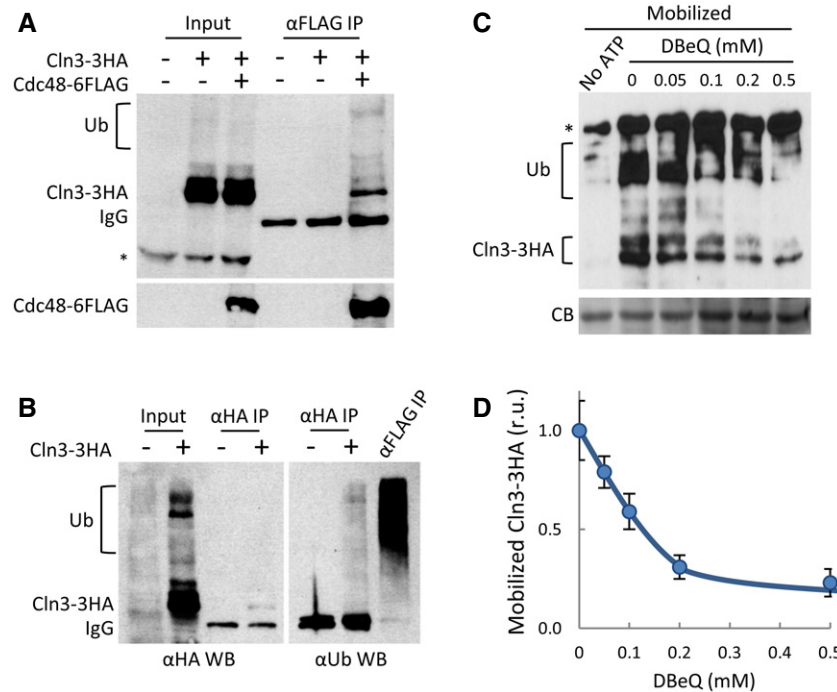 A
Input αFLAG IP
Cln3-3HA - + + - + +
Cdc48-6FLAG + +
Ub
Cln3-3HA
IgG
*
Cdc48-6FLAG
B
Input αHA IP αHA IP αFLAG IP
Cln3-3HA - + - + - +
Ub
Cln3-3HA
IgG
αHA WB αUb WB
C
Mobilized
No ATP DBeQ (mM)
0 0.05 0.1 0.2 0.5
*
Ub
Cln3-3HA
CB
D
Mobilized Cln3-3HA (r.u.)
1.0
0.5
0.0
0 0.1 0.2 0.3 0.4 0.5
DBeQ (mM)